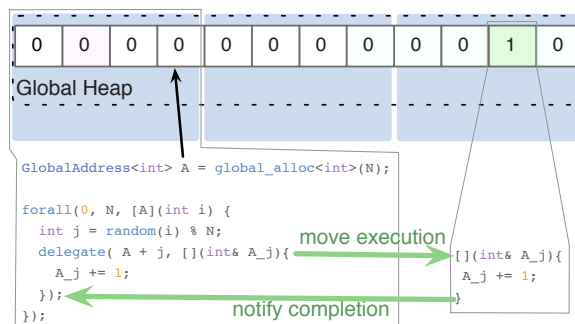 0 0 0 0 0 0 0 0 0 0 1 0
Global Heap
GlobalAddress<int> A = global_alloc<int>(N);
forall(0, N, [A](int i) {
int j = random(i) % N;
delegate( A + j, [](int& A_j){
move execution
[](int& A_j){
A_j += 1;
A_j += 1;
});
}
notify completion
});